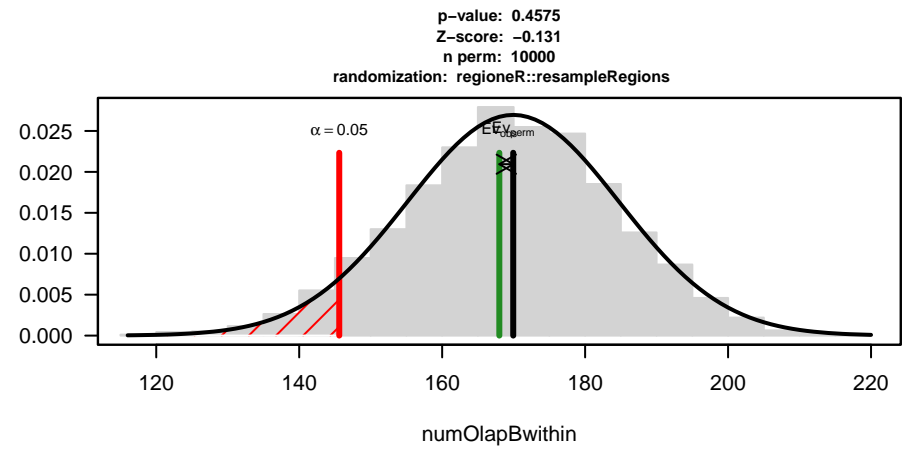 p−value: 0.4575
Z−score: −0.131
n perm: 10000
randomization: regioneR::resampleRegions
α = 0.05
0.025
0.020
0.015
0.010
0.005
0.000
120 140 160 180 200 220
numOlapBwithin